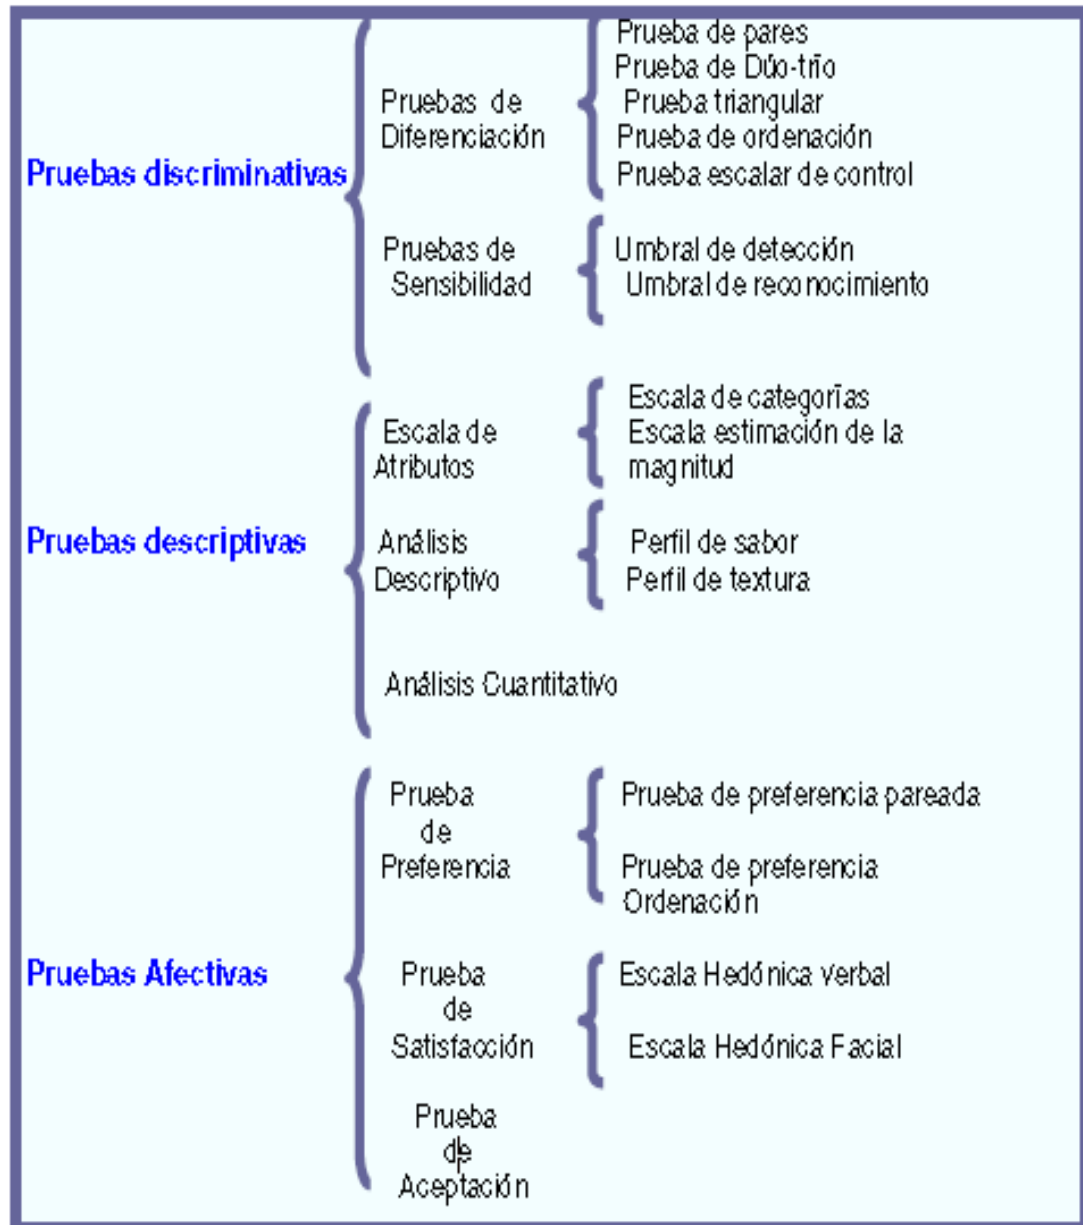 Pruebas discriminativas
Pruebas de
Diferenciación
Prueba de pares
Prueba de Dúo-trío
Prueba triangular
Prueba de ordenación
Prueba escalar de control
Pruebas de
Sensibilidad
Umbral de detección
Umbral de reconocimiento
Pruebas descriptivas
Escala de
Atributos
Escala de categorías
Escala estimación de la
magnitud
Análisis
Descriptivo
Perfil de sabor
Perfil de textura
Análisis Cuantitativo
Pruebas Afectivas
Prueba
de
Preferencia
Prueba de preferencia pareada
Prueba de preferencia
Ordenación
Prueba
de
Satisfacción
Escala Hedónica Verbal
Escala Hedónica Facial
Prueba
de
Aceptación